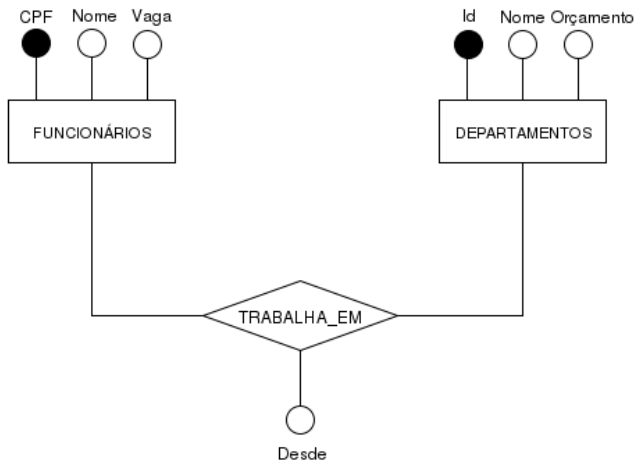 CPF Nome Vaga
Id Nome Orçamento
FUNCIONÁRIOS
DEPARTAMENTOS
TRABALHA_EM
Desde